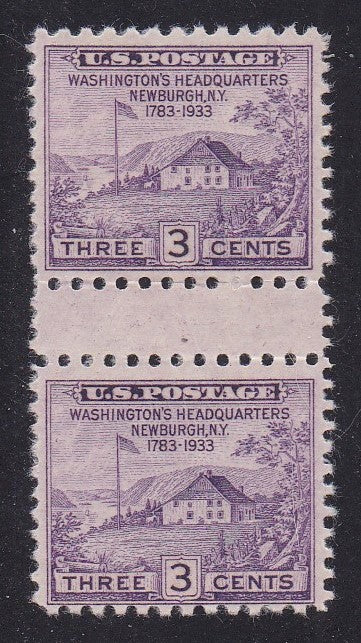 U.S. POSTAGE
WASHINGTON'S HEADQUARTERS
NEWBURGH, N.Y.
1783-1933
THREE 3 CENTS
U.S. POSTAGE
WASHINGTON'S HEADQUARTERS
NEWBURGH, N.Y.
1783-1933
THREE 3 CENTS